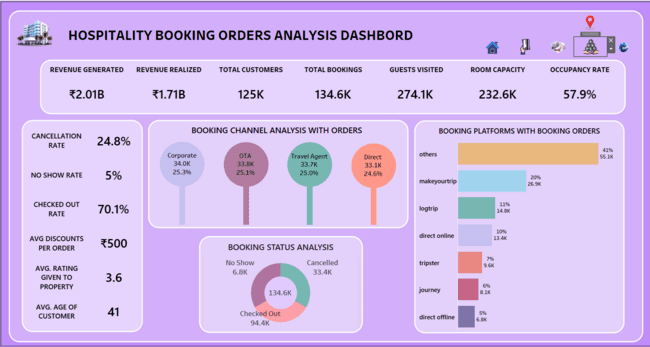 HOSPITALITY BOOKING ORDERS ANALYSIS DASHBORD
REVENUE GENERATED
₹2.01B
REVENUE REALIZED
₹1.71B
TOTAL CUSTOMERS
125K
TOTAL BOOKINGS
134.6K
GUESTS VISITED
274.1K
ROOM CAPACITY
232.6K
OCCUPANCY RATE
57.9%
CANCELLATION
RATE
24.8%
NO SHOW RATE
5%
CHECKED OUT
RATE
70.1%
AVG DISCOUNTS
PER ORDER
₹500
AVG. RATING
GIVEN TO
PROPERTY
3.6
AVG. AGE OF
CUSTOMER
41
BOOKING CHANNEL ANALYSIS WITH ORDERS
Corporate
34.0K
25.3%
OTA
33.8K
25.1%
Travel Agent
33.7K
25.0%
Direct
33.1K
24.6%
BOOKING STATUS ANALYSIS
No Show
6.8K
Cancelled
33.4K
134.6K
Checked Out
94.4K
BOOKING PLATFORMS WITH BOOKING ORDERS
others
41%
55.1K
makeyourtrip
20%
26.9K
logtrip
11%
14.8K
direct online
10%
13.4K
tripster
7%
9.6K
journey
6%
8.1K
direct offline
5%
6.8K